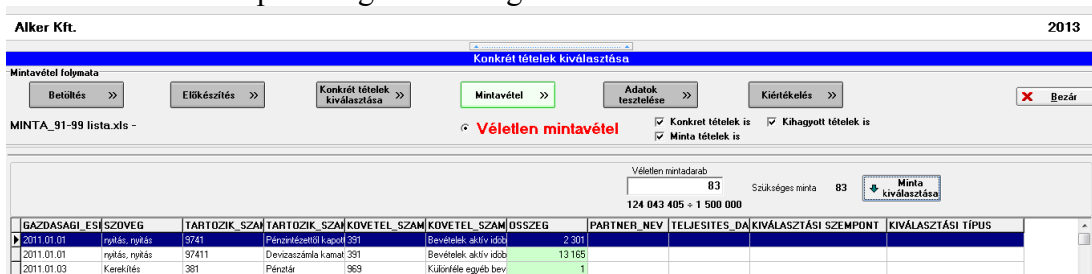 Alker Kft. 2013
Konkrét tételek kiválasztása
Mintavétel folymata
Betöltés »
Előkészítés »
Konkrét tételek kiválasztása »
Mintavétel »
Adatok tesztelése »
Kiértékelés »
X Bezár
MINTA_91-99 lista.xls -
Véletlen mintavétel
Konkret tételek is
Kihagyott tételek is
Minta tételek is
Véletlen mintadarab
83 Szükséges minta 83 Minta kiválasztása
124 043 405 ÷ 1 500 000
GAZDASAGI_ESI SZOVEG TARTOZIK_SZAM TARTOZIK_SZAM KOVETEL_SZAM KOVETEL_SZAM OSSZEG PARTNER_NEV TELJESITES_DA KIVÁLASZTÁSI SZEMPONT KIVÁLASZTÁSI TÍPUS
2011.01.01 nyitás, nyitás 9741 Pénzintézettől kapott 391 Bevételek aktív időb 2 301
2011.01.01 nyitás, nyitás 97411 Devizaszámla kamat 391 Bevételek aktív időb 13 165
2011.01.03 Kerekítés 381 Pénztár 969 Különféle egyéb bev 1